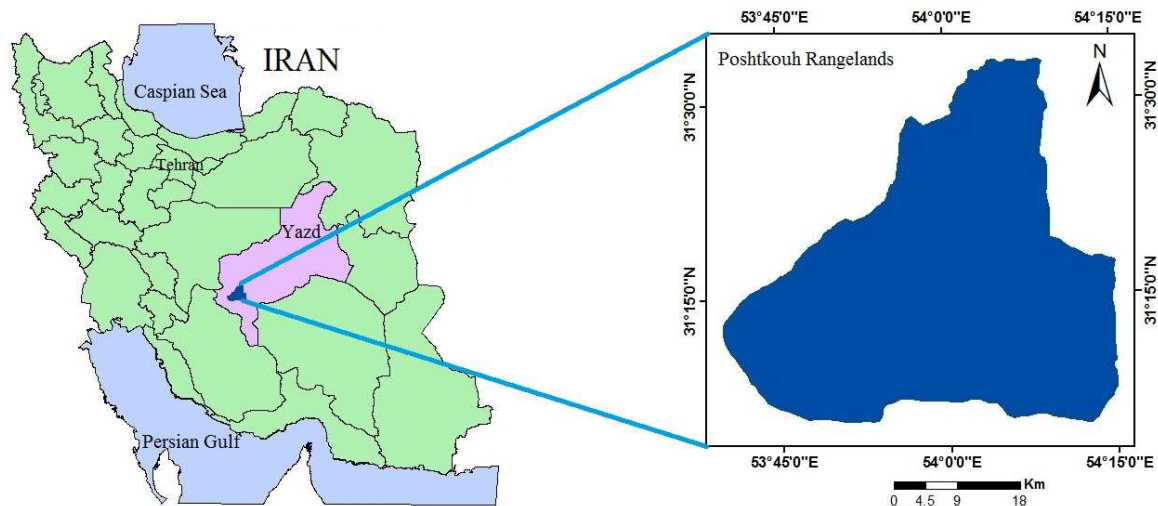 IRAN
Caspian Sea
Tehran
Yazd
Persian Gulf
53°45'0"E 54°0'0"E 54°15'0"E
Poshtkouh Rangelands
N
31°30'0"N 31°30'0"N
31°15'0"N 31°15'0"N
53°45'0"E 54°0'0"E 54°15'0"E
Km
0 4.5 9 18